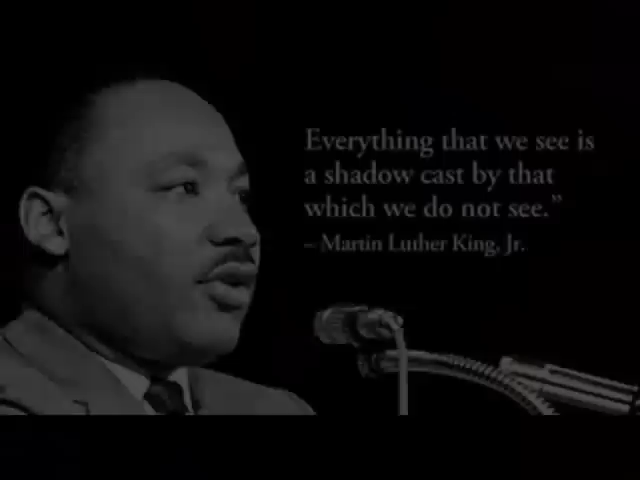 Everything that we see is
a shadow cast by that
which we do not see.”
– Martin Luther King, Jr.